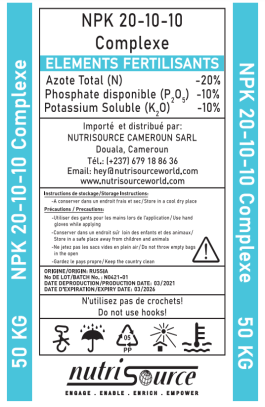 NPK 20-10-10
Complexe
ELEMENTS FERTILISANTS
Azote Total (N) -20%
Phosphate disponible (P2O5) -10%
Potassium Soluble (K2O) -10%
Importé et distribué par:
NUTRISOURCE CAMEROUN SARL
Douala, Cameroun
Tél.: (+237) 679 18 86 36
Email: hey@nutrisourceworld.com
www.nutrisourceworld.com
Instructions de stockage/Storage Instructions:
-A conserver dans un endroit frais et sec/Store in a cool dry place
Précautions / Precautions:
-Utiliser des gants pour les mains lors de l'application/Use hand
gloves while applying
-Conserver dans un endroit sûr loin des enfants et des animaux/
Store in a safe place away from children and animals
-Ne jetez pas les sacs vides en plein air/Do not throw empty bags
in the open
-Gardez le pays propre/Keep the country clean
ORIGINE/ORIGIN: RUSSIA
No DE LOT/BATCH No.: N0421-01
DATE DEPRODUCTION/PRODUCTION DATE: 03/2021
DATE D'EXPIRATION/EXPIRY DATE: 03/2026
N'utilisez pas de crochets!
Do not use hooks!
05
PP
nutriSource
ENGAGE . ENABLE . ENRICH . EMPOWER
50 KG NPK 20-10-10 Complexe
NPK 20-10-10 Complexe 50 KG